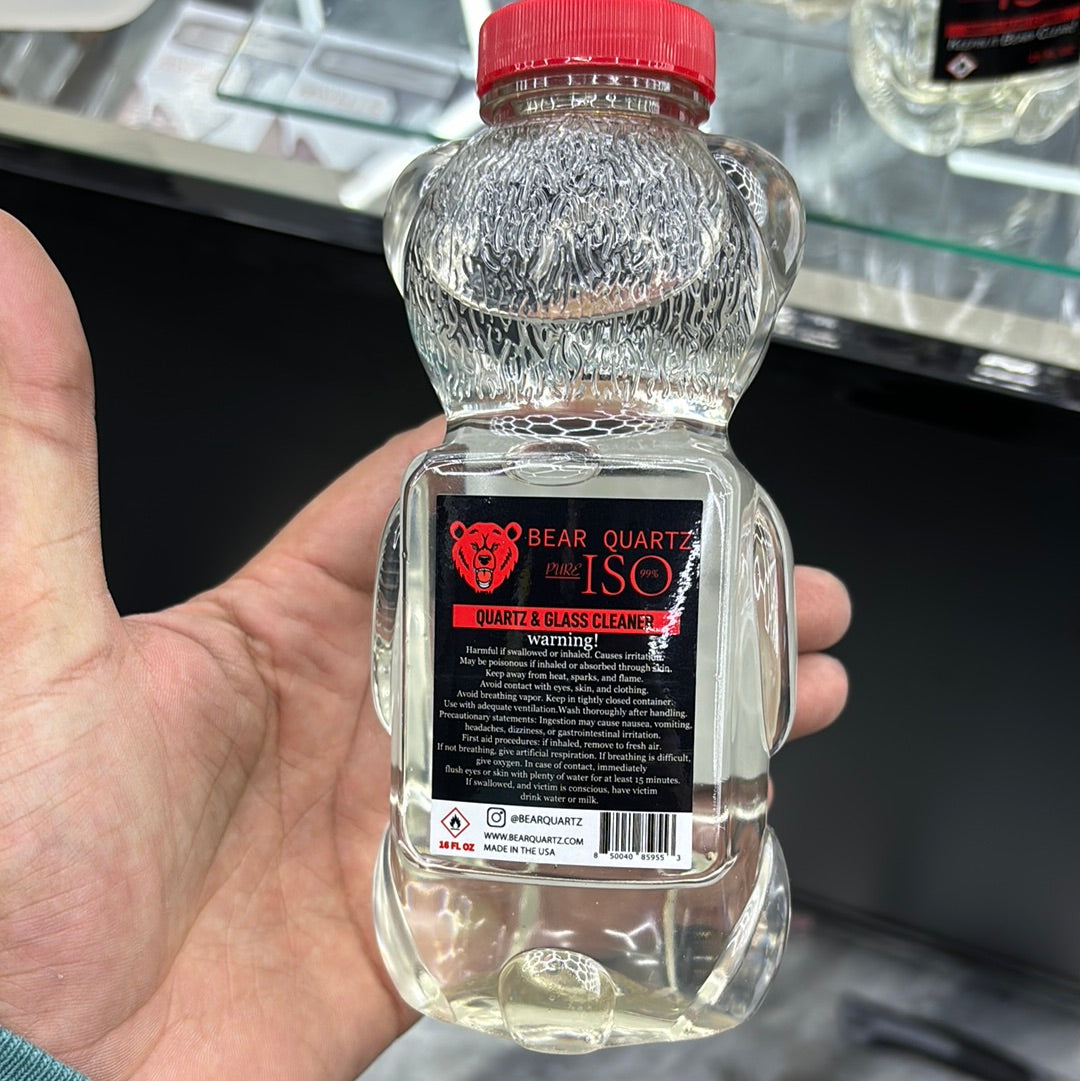 BEAR QUARTZ
PURE ISO 99%
QUARTZ & GLASS CLEANER
warning!
Harmful if swallowed or inhaled. Causes irritation.
May be poisonous if inhaled or absorbed through skin.
Keep away from heat, sparks, and flame.
Avoid contact with eyes, skin, and clothing.
Avoid breathing vapor. Keep in tightly closed container.
Use with adequate ventilation.Wash thoroughly after handling.
Precautionary statements: Ingestion may cause nausea, vomiting,
headaches, dizziness, or gastrointestinal irritation.
First aid procedures: if inhaled, remove to fresh air.
If not breathing, give artificial respiration. If breathing is difficult,
give oxygen. In case of contact, immediately
flush eyes or skin with plenty of water for at least 15 minutes.
If swallowed, and victim is conscious, have victim
drink water or milk.
@BEARQUARTZ
WWW.BEARQUARTZ.COM
16 FL OZ
MADE IN THE USA
8 50040 85955 3